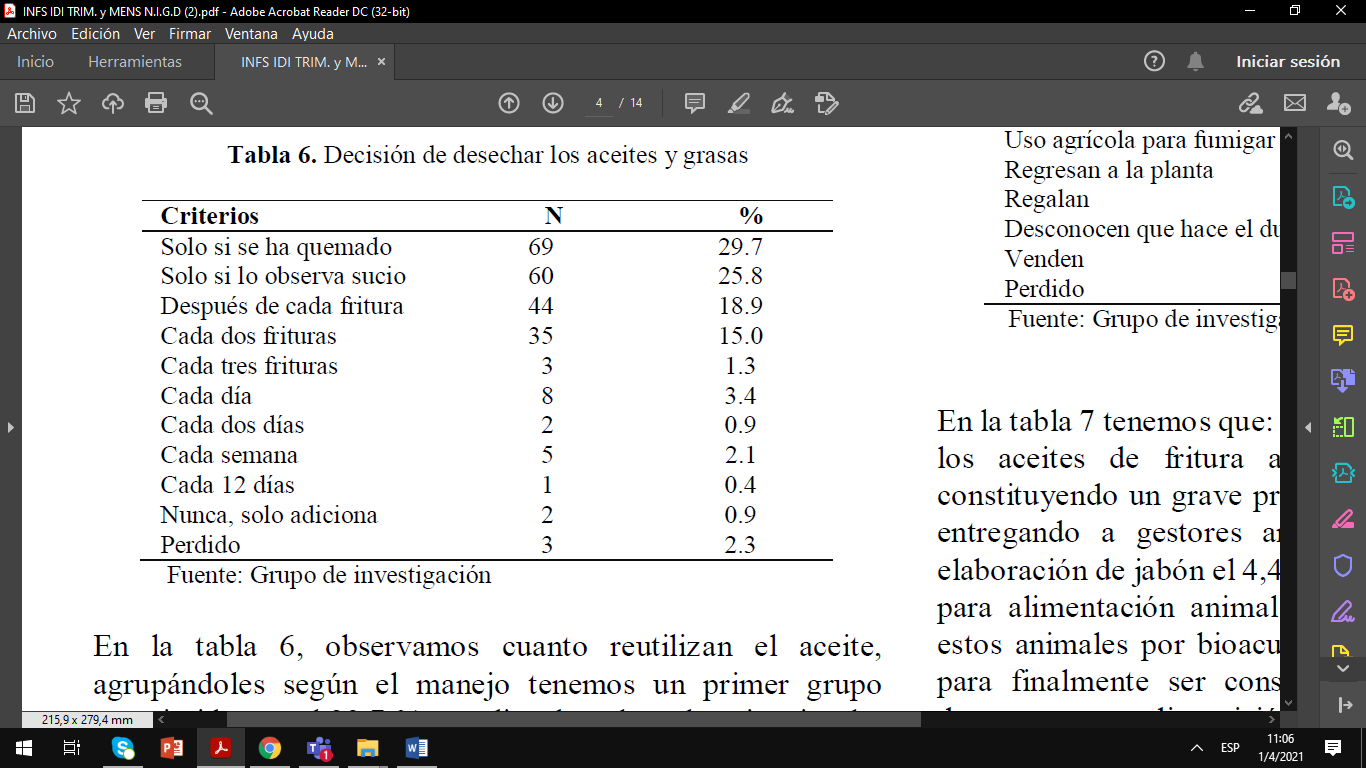 INFS IDI TRIM. y MENS N.I.G.D (2).pdf - Adobe Acrobat Reader DC (32-bit)
Archivo Edición Ver Firmar Ventana Ayuda
Inicio Herramientas INFS IDI TRIM. y M... × Iniciar sesión
4 / 14
Tabla 6. Decisión de desechar los aceites y grasas
Criterios N %
Solo si se ha quemado 69 29.7
Solo si lo observa sucio 60 25.8
Después de cada fritura 44 18.9
Cada dos frituras 35 15.0
Cada tres frituras 3 1.3
Cada día 8 3.4
Cada dos días 2 0.9
Cada semana 5 2.1
Cada 12 días 1 0.4
Nunca, solo adiciona 2 0.9
Perdido 3 2.3
Fuente: Grupo de investigación
En la tabla 6, observamos cuanto reutilizan el aceite,
agrupándoles según el manejo tenemos un primer grupo
Uso agrícola para fumigar
Regresan a la planta
Regalan
Desconocen que hace el du
Venden
Perdido
Fuente: Grupo de investiga
En la tabla 7 tenemos que:
los aceites de fritura a
constituyendo un grave pr
entregando a gestores a
elaboración de jabón el 4,4
para alimentación animal
estos animales por bioacu
para finalmente ser cons
215,9 x 279,4 mm
1
ESP
11:06
1/4/2021